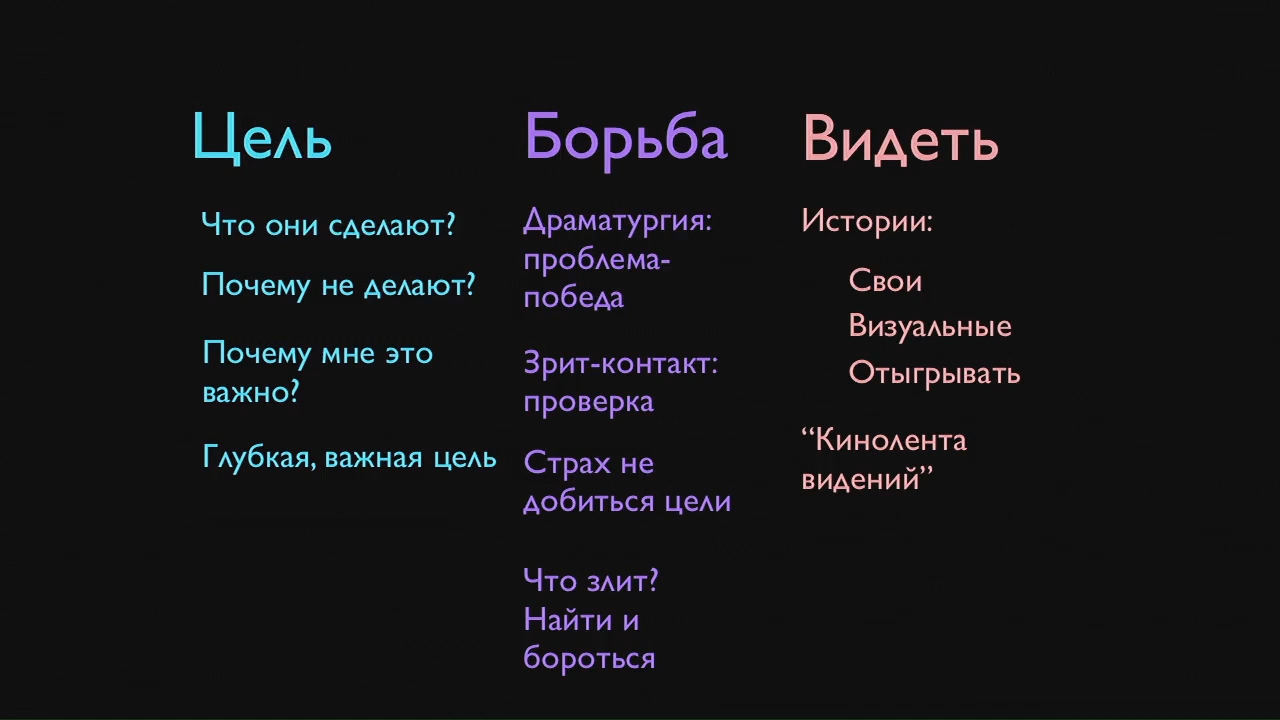 Цель
Что они сделают?
Почему не делают?
Почему мне это
важно?
Глубкая, важная цель
Борьба
Драматургия:
проблема-
победа
Зрит-контакт:
проверка
Страх не
добиться цели
Что злит?
Найти и
бороться
Видеть
Истории:
Свои
Визуальные
Отыгрывать
“Кинолента
видений”